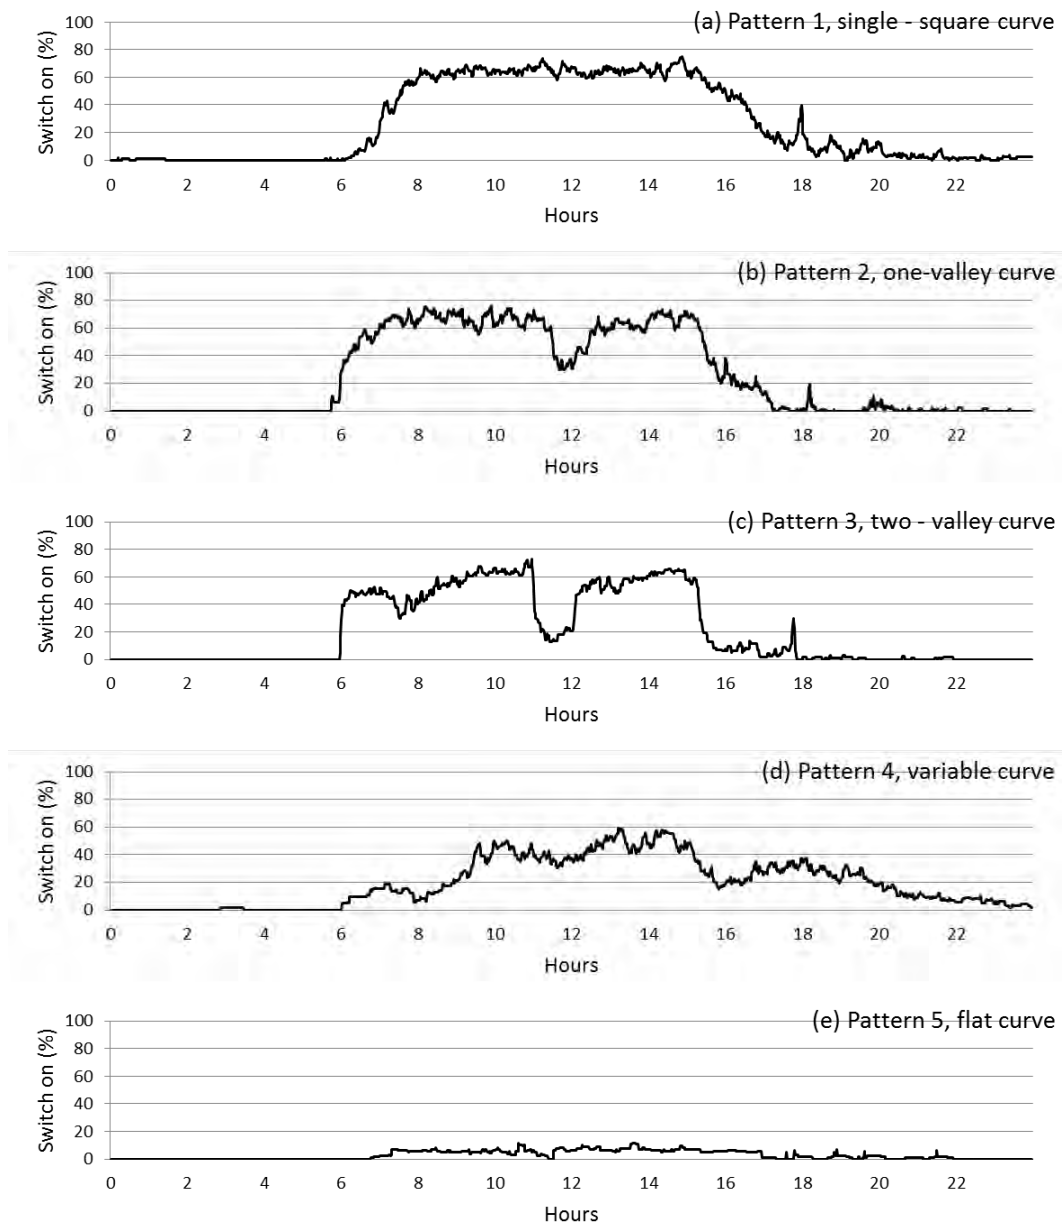 (a) Pattern 1, single - square curve
Switch on (%)
100
80
60
40
20
0
0 2 4 6 8 10 12 14 16 18 20 22
Hours
(b) Pattern 2, one-valley curve
Switch on (%)
100
80
60
40
20
0
0 2 4 6 8 10 12 14 16 18 20 22
Hours
(c) Pattern 3, two - valley curve
Switch on (%)
100
80
60
40
20
0
0 2 4 6 8 10 12 14 16 18 20 22
Hours
(d) Pattern 4, variable curve
Switch on (%)
100
80
60
40
20
0
0 2 4 6 8 10 12 14 16 18 20 22
Hours
(e) Pattern 5, flat curve
Switch on (%)
100
80
60
40
20
0
0 2 4 6 8 10 12 14 16 18 20 22
Hours